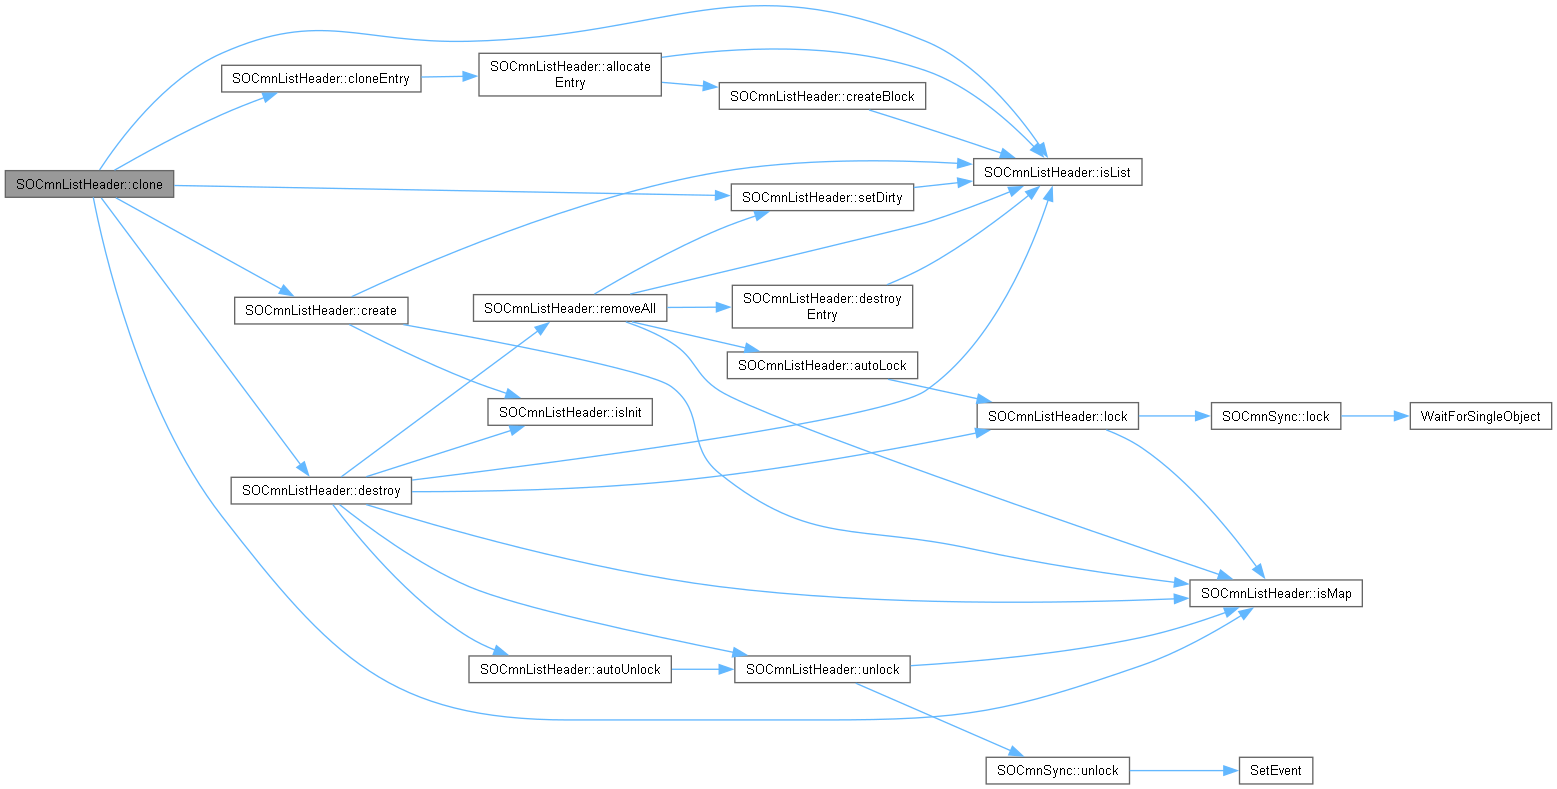 SOCmnListHeader::clone
SOCmnListHeader::cloneEntry
SOCmnListHeader::allocate
Entry
SOCmnListHeader::createBlock
SOCmnListHeader::isList
SOCmnListHeader::setDirty
SOCmnListHeader::create
SOCmnListHeader::removeAll
SOCmnListHeader::destroy
Entry
SOCmnListHeader::autoLock
SOCmnListHeader::isInit
SOCmnListHeader::lock
SOCmnSync::lock
WaitForSingleObject
SOCmnListHeader::destroy
SOCmnListHeader::isMap
SOCmnListHeader::autoUnlock
SOCmnListHeader::unlock
SOCmnSync::unlock
SetEvent